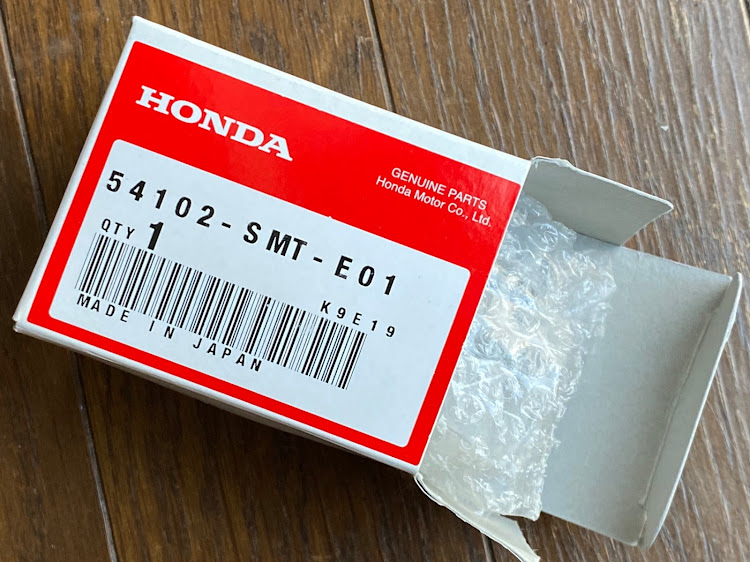 HONDA
GENUINE PARTS
Honda Motor Co., Ltd.
54102-SMT-E01
QTY 1
K9E19
MADE IN JAPAN